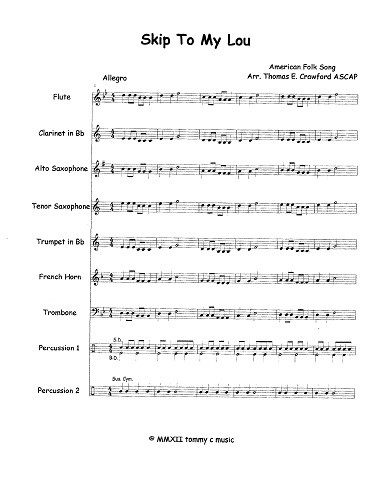 Skip To My Lou
American Folk Song
Arr. Thomas E. Crawford ASCAP
Allegro
Flute
Clarinet in Bb
Alto Saxophone
Tenor Saxophone
Trumpet in Bb
French Horn
Trombone
S.D.
Percussion 1
B.D.
Sus. Cym.
Percussion 2
© MMXII tommy c music